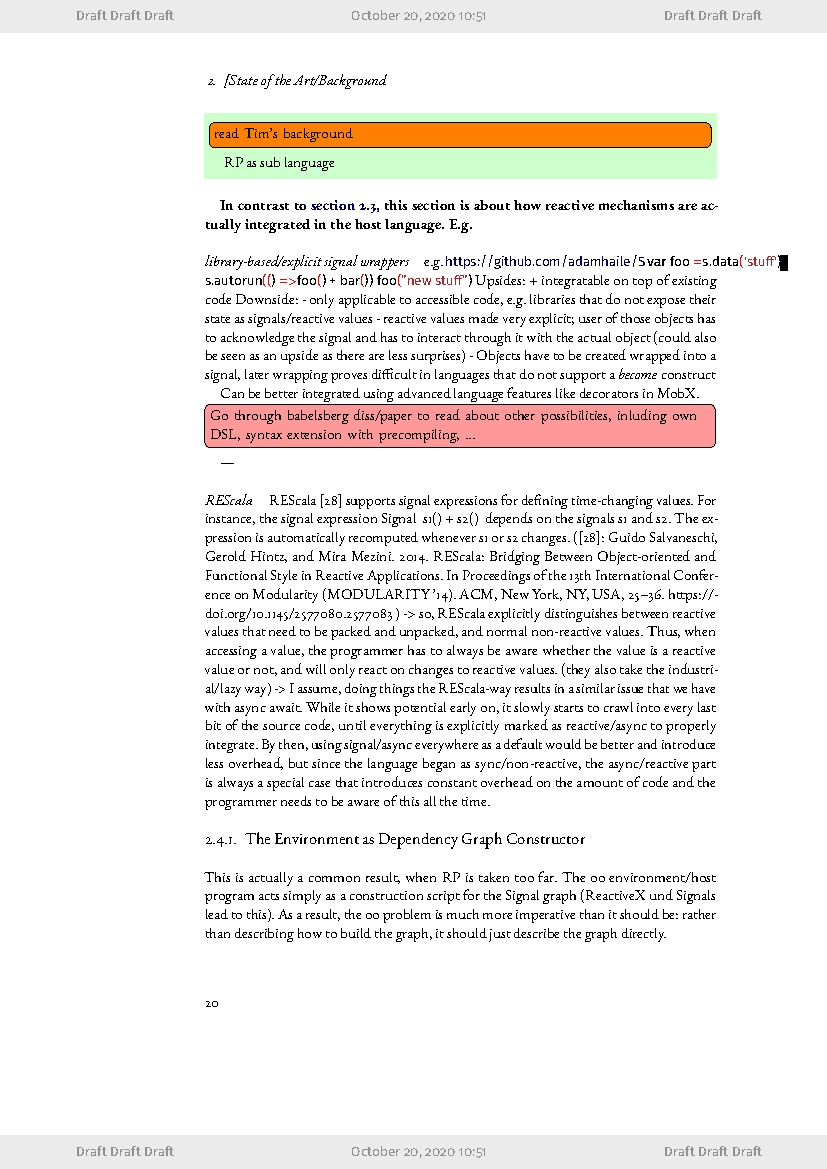 Draft Draft Draft October 20, 2020 10:51 Draft Draft Draft
2. [State of the Art/Background
read Tim's background
RP as sub language
In contrast to section 2.3, this section is about how reactive mechanisms are ac-
tually integrated in the host language. E.g.
library-based/explicit signal wrappers e.g.https://github.com/adamhaile/Svar foo =s.data('stuff')
s.autorun(() =>foo() + bar()) foo("new stuff") Upsides: + integratable on top of existing
code Downside: - only applicable to accessible code, e.g. libraries that do not expose their
state as signals/reactive values - reactive values made very explicit; user of those objects has
to acknowledge the signal and has to interact through it with the actual object (could also
be seen as an upside as there are less surprises) - Objects have to be created wrapped into a
signal, later wrapping proves difficult in languages that do not support a become construct
Can be better integrated using advanced language features like decorators in MobX.
Go through babelsberg diss/paper to read about other possibilities, inluding own
DSL, syntax extension with precompiling, ...
—
REScala REScala [28] supports signal expressions for defining time-changing values. For
instance, the signal expression Signal s1() + s2() depends on the signals s1 and s2. The ex-
pression is automatically recomputed whenever s1 or s2 changes. ([28]: Guido Salvaneschi,
Gerold Hintz, and Mira Mezini. 2014. REScala: Bridging Between Object-oriented and
Functional Style in Reactive Applications. In Proceedings of the 13th International Confer-
ence on Modularity (MODULARITY '14). ACM, New York, NY, USA, 25–36. https://-
doi.org/10.1145/2577080.2577083 ) -> so, REScala explicitly distinguishes between reactive
values that need to be packed and unpacked, and normal non-reactive values. Thus, when
accessing a value, the programmer has to always be aware whether the value is a reactive
value or not, and will only react on changes to reactive values. (they also take the industri-
al/lazy way) -> I assume, doing things the REScala-way results in a similar issue that we have
with async await. While it shows potential early on, it slowly starts to crawl into every last
bit of the source code, until everything is explicitly marked as reactive/async to properly
integrate. By then, using signal/async everywhere as a default would be better and introduce
less overhead, but since the language began as sync/non-reactive, the async/reactive part
is always a special case that introduces constant overhead on the amount of code and the
programmer needs to be aware of this all the time.
2.4.1. The Environment as Dependency Graph Constructor
This is actually a common result, when RP is taken too far. The oo environment/host
program acts simply as a construction script for the Signal graph (ReactiveX und Signals
lead to this). As a result, the oo problem is much more imperative than it should be: rather
than describing how to build the graph, it should just describe the graph directly.
20
Draft Draft Draft October 20, 2020 10:51 Draft Draft Draft